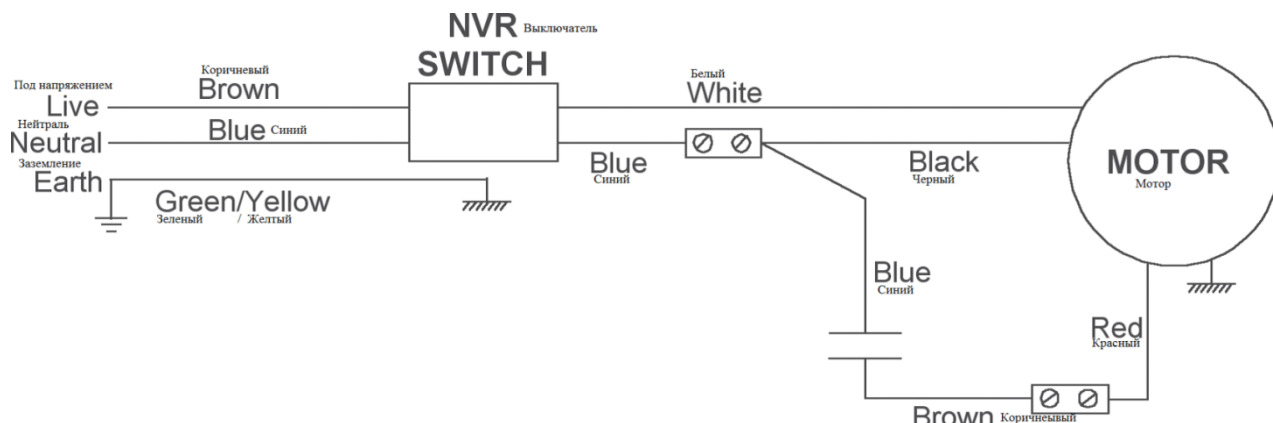 NVR Выключатель
SWITCH
Под напряжением
Live
Коричневый
Brown
Белый
White
Нейтраль
Neutral
Blue Синий
Заземление
Earth
Green/Yellow
Зеленый / Желтый
Blue
Синий
Black
Черный
MOTOR
Мотор
Blue
Синий
Red
Красный
Brown Коричневый